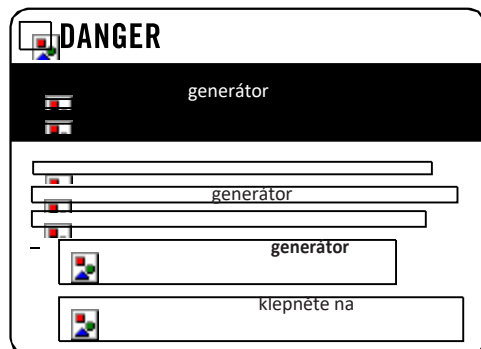 DANGER
generátor
generátor
– generátor
klepněte na